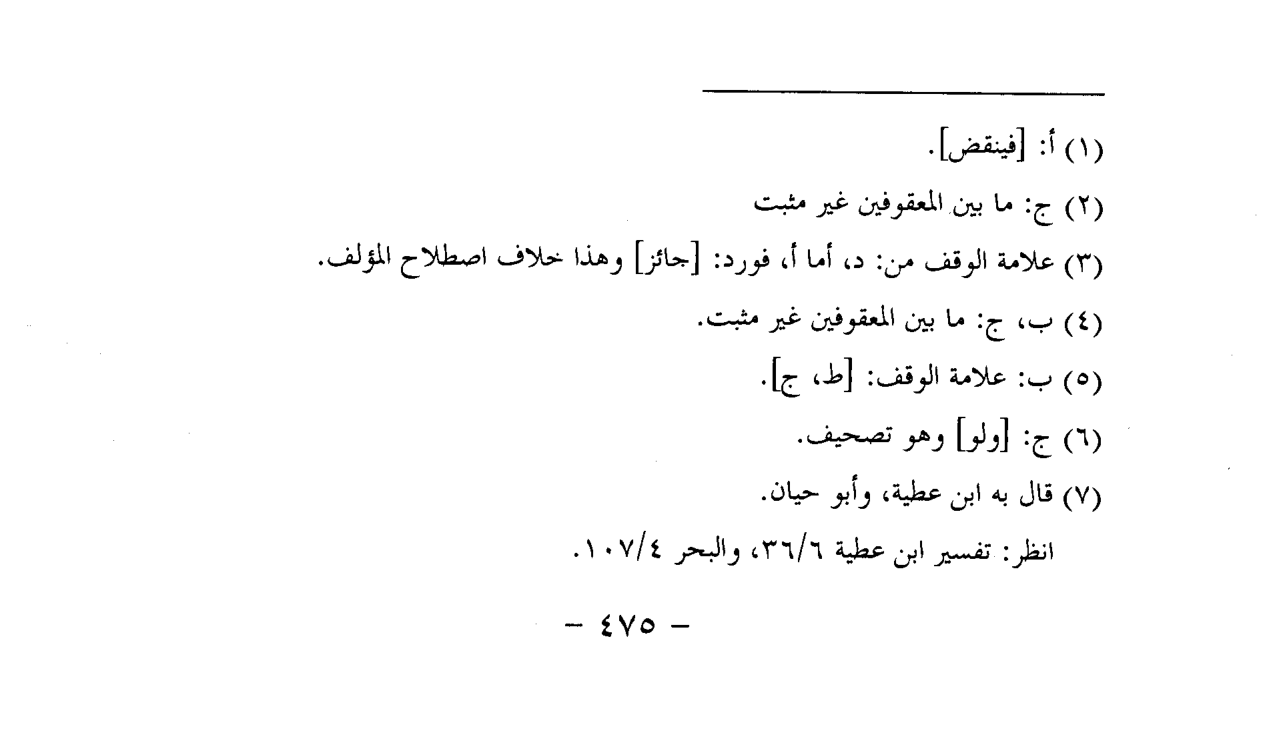 (١) أ: [فينقض].
(٢) ج: ما بين المعقوفين غير مثبت
(٣) علامة الوقف من: د، أما أ، فورد: [جائز] وهذا خلاف اصطلاح المؤلف.
(٤) ب، ج: ما بين المعقوفين غير مثبت.
(٥) ب: علامة الوقف: [ط، ج].
(٦) ج: [ولو] وهو تصحيف.
(٧) قال به ابن عطية، وأبو حيان.
انظر: تفسير ابن عطية ٣٦/٦، والبحر ١٠٧/٤.
– ٤٧٥ –